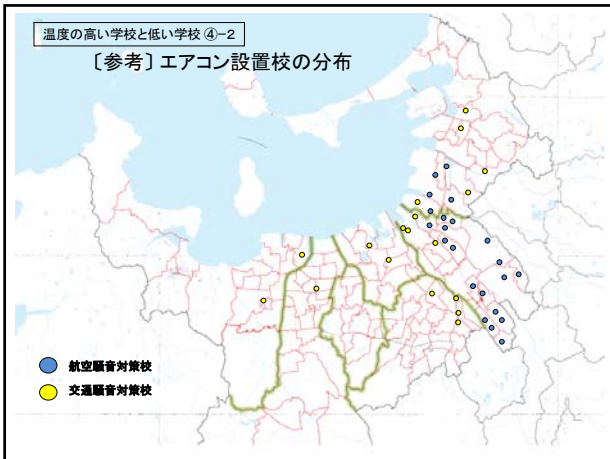 温度の高い学校と低い学校④-2
〔参考〕エアコン設置校の分布
航空騒音対策校
交通騒音対策校